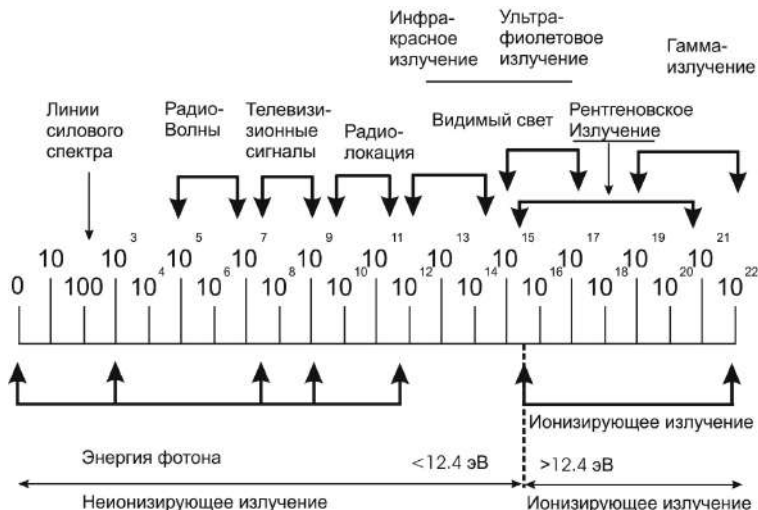 Инфра-
красное
излучение
Ультра-
фиолетовое
излучение
Гамма-
излучение
Линии
силового
спектра
Радио-
Волны
Телевизи-
зионные
сигналы
Радио-
локация
Видимый свет
Рентгеновское
Излучение
10 10³ 10⁵ 10⁷ 10⁹ 10¹¹ 10¹³ 10¹⁵ 10¹⁷ 10¹⁹ 10²¹
0 100 10⁴ 10⁶ 10⁸ 10¹⁰ 10¹² 10¹⁴ 10¹⁶ 10¹⁸ 10²⁰ 10²²
Ионизирующее излучение
Энергия фотона <12.4 эВ >12.4 эВ
Неионизирующее излучение Ионизирующее излучение